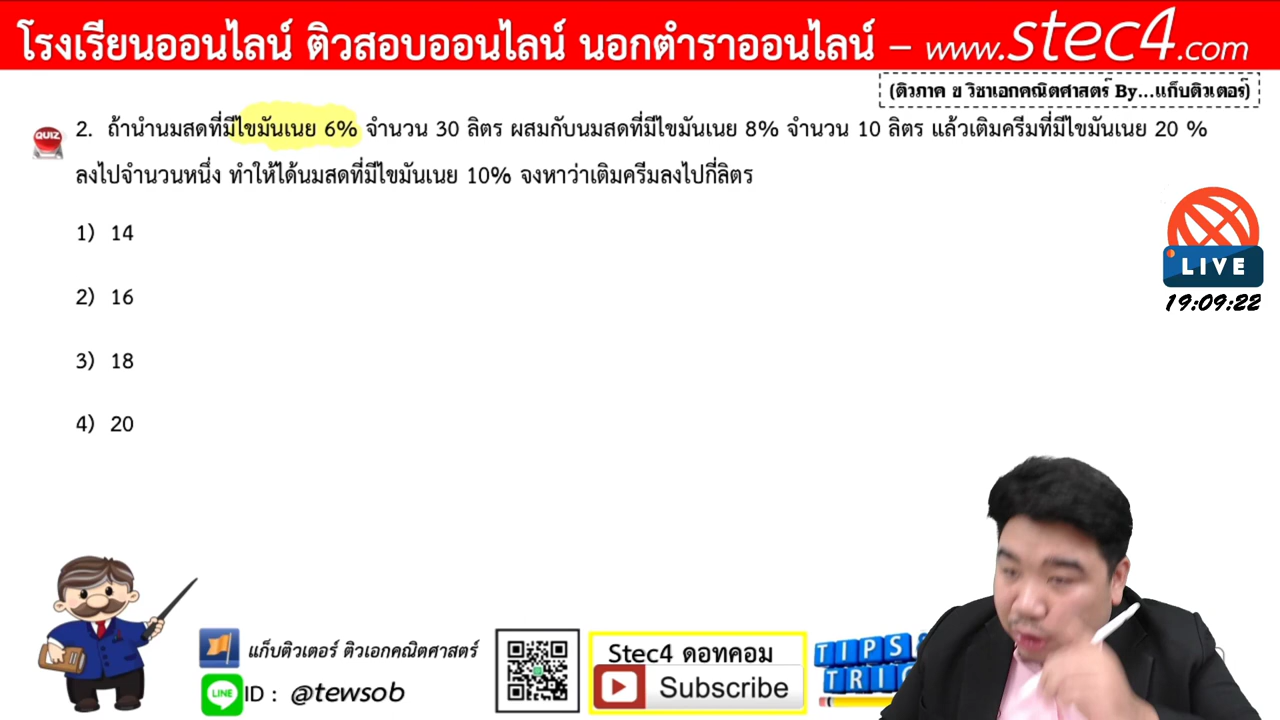 โรงเรียนออนไลน์ ติวสอบออนไลน์ นอกตำราออนไลน์ – www.stec4.com
(ติวภาค ข วิชาเอกคณิตศาสตร์ By...แก็บติวเตอร์)
QUIZ
2. ถ้านำนมสดที่มีไขมันเนย 6% จำนวน 30 ลิตร ผสมกับนมสดที่มีไขมันเนย 8% จำนวน 10 ลิตร แล้วเติมครีมที่มีไขมันเนย 20 %
ลงไปจำนวนหนึ่ง ทำให้ได้นมสดที่มีไขมันเนย 10% จงหาว่าเติมครีมลงไปกี่ลิตร
1) 14
2) 16
3) 18
4) 20
LIVE
19:09:22
แก็บติวเตอร์ ติวเอกคณิตศาสตร์
LINE ID : @tewsob
Stec4 ดอทคอม
Subscribe
TIPS